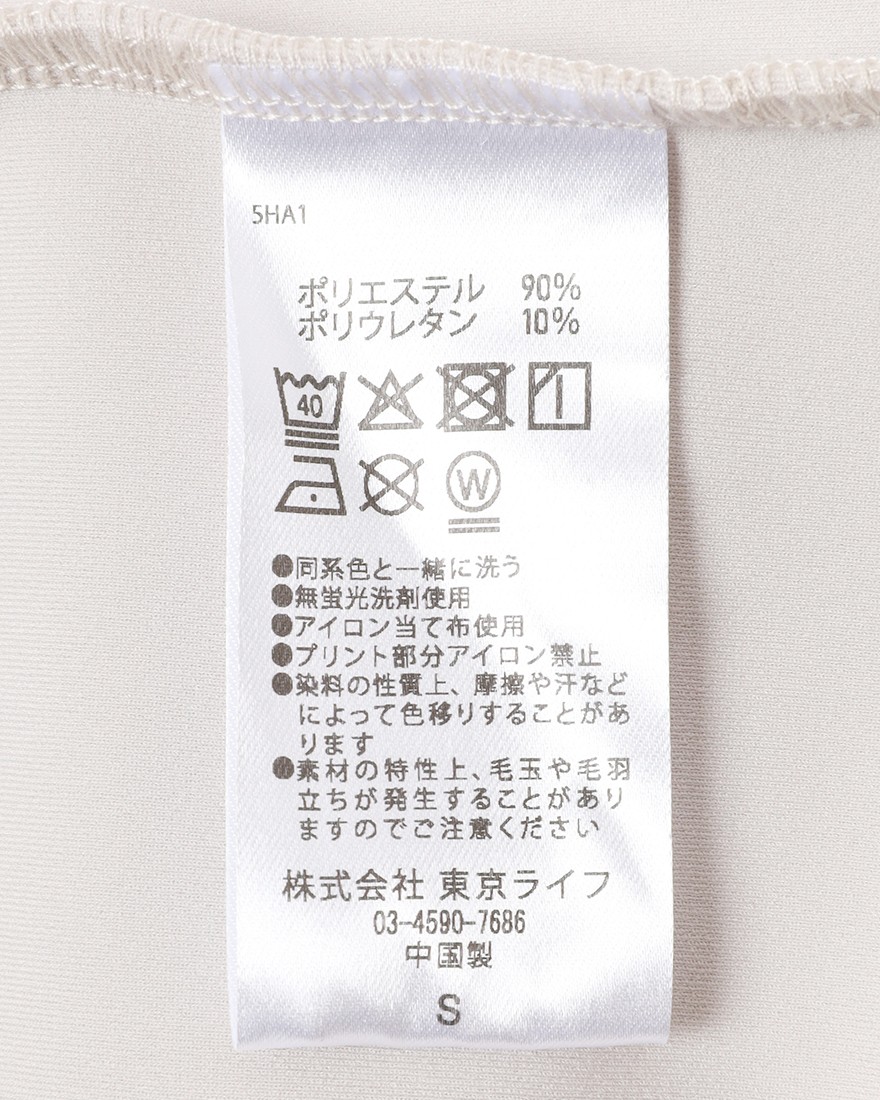 5HA1
ポリエステル 90%
ポリウレタン 10%
40
W
●同系色と一緒に洗う
●無蛍光洗剤使用
●アイロン当て布使用
●プリント部分アイロン禁止
●染料の性質上、摩擦や汗など
によって色移りすることがあ
ります
●素材の特性上、毛玉や毛羽
立ちが発生することがあり
ますのでご注意ください
株式会社 東京ライフ
03-4590-7686
中国製
S